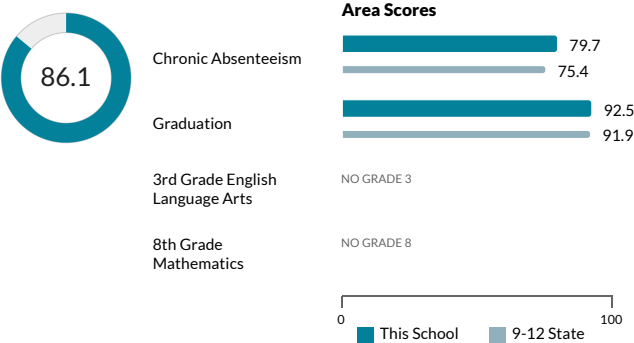 Area Scores
86.1
Chronic Absenteeism
79.7
75.4
Graduation
92.5
91.9
3rd Grade English
Language Arts
NO GRADE 3
8th Grade
Mathematics
NO GRADE 8
0
100
This School
9-12 State